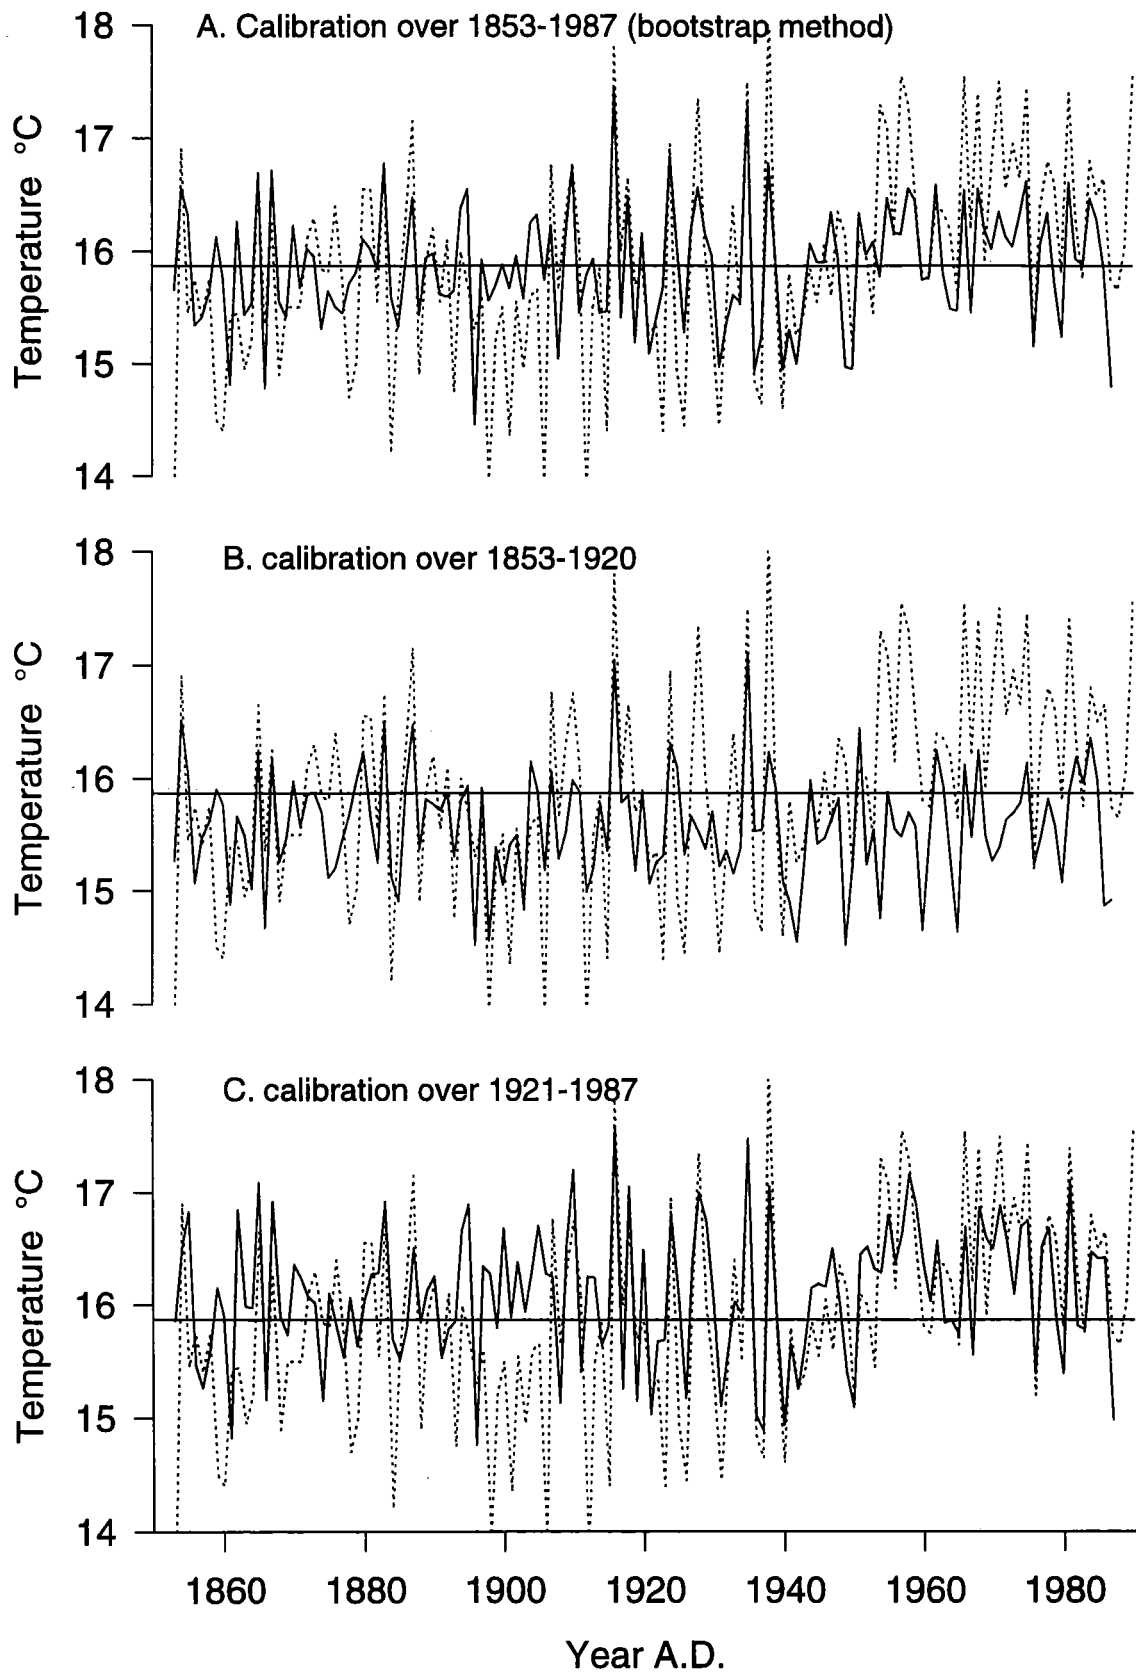 A. Calibration over 1853-1987 (bootstrap method)
18
17
16
15
14
Temperature °C
B. calibration over 1853-1920
18
17
16
15
14
Temperature °C
C. calibration over 1921-1987
18
17
16
15
14
Temperature °C
1860 1880 1900 1920 1940 1960 1980
Year A.D.